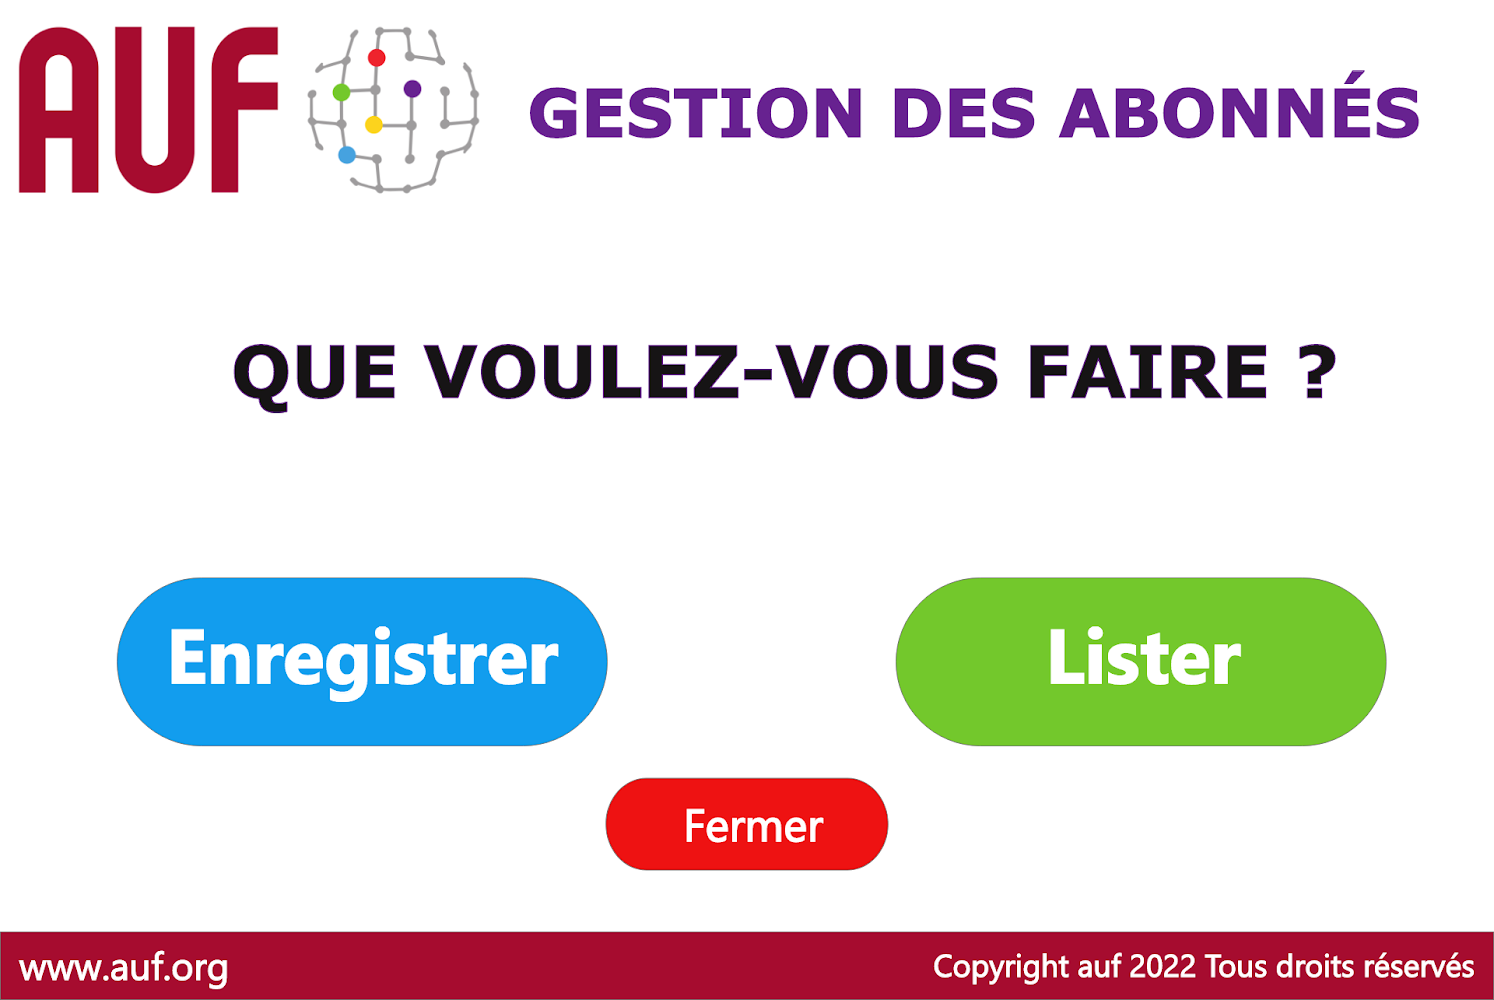 AUF
GESTION DES ABONNÉS
QUE VOULEZ-VOUS FAIRE ?
Enregistrer
Lister
Fermer
www.auf.org
Copyright auf 2022 Tous droits réservés